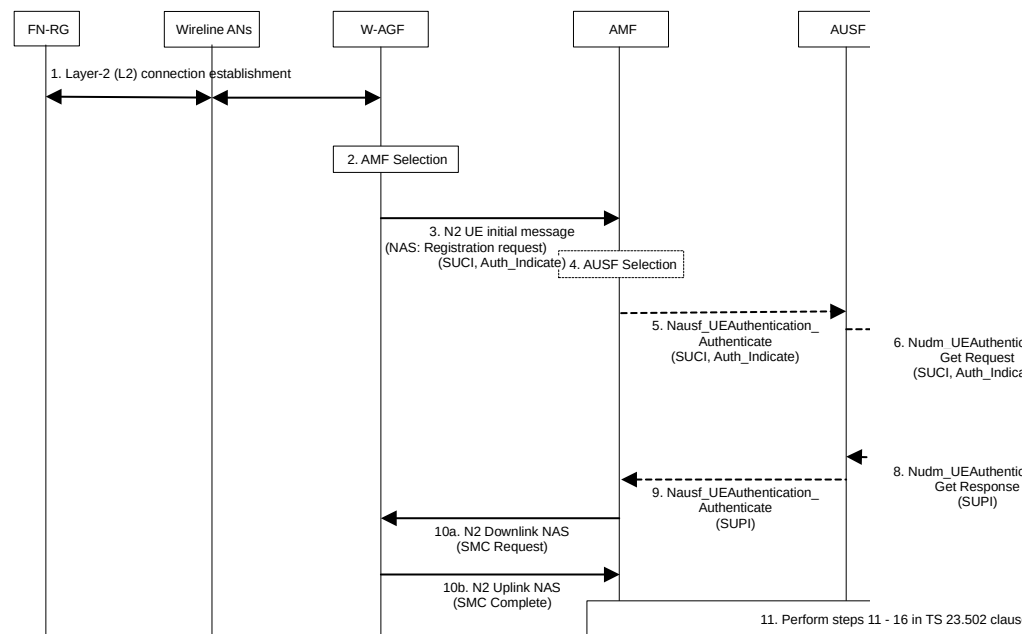 FN-RG
Wireline ANs
W-AGF
AMF
AUSF
1. Layer-2 (L2) connection establishment
2. AMF Selection
3. N2 UE initial message
(NAS: Registration request)
(SUCI, Auth_Indicate)
4. AUSF Selection
5. Nausf_UEAuthentication_
Authenticate
(SUCI, Auth_Indicate)
6. Nudm_UEAuthentic
Get Request
(SUCI, Auth_Indica
8. Nudm_UEAuthentic
Get Response
(SUPI)
9. Nausf_UEAuthentication_
Authenticate
(SUPI)
10a. N2 Downlink NAS
(SMC Request)
10b. N2 Uplink NAS
(SMC Complete)
11. Perform steps 11 - 16 in TS 23.502 claus